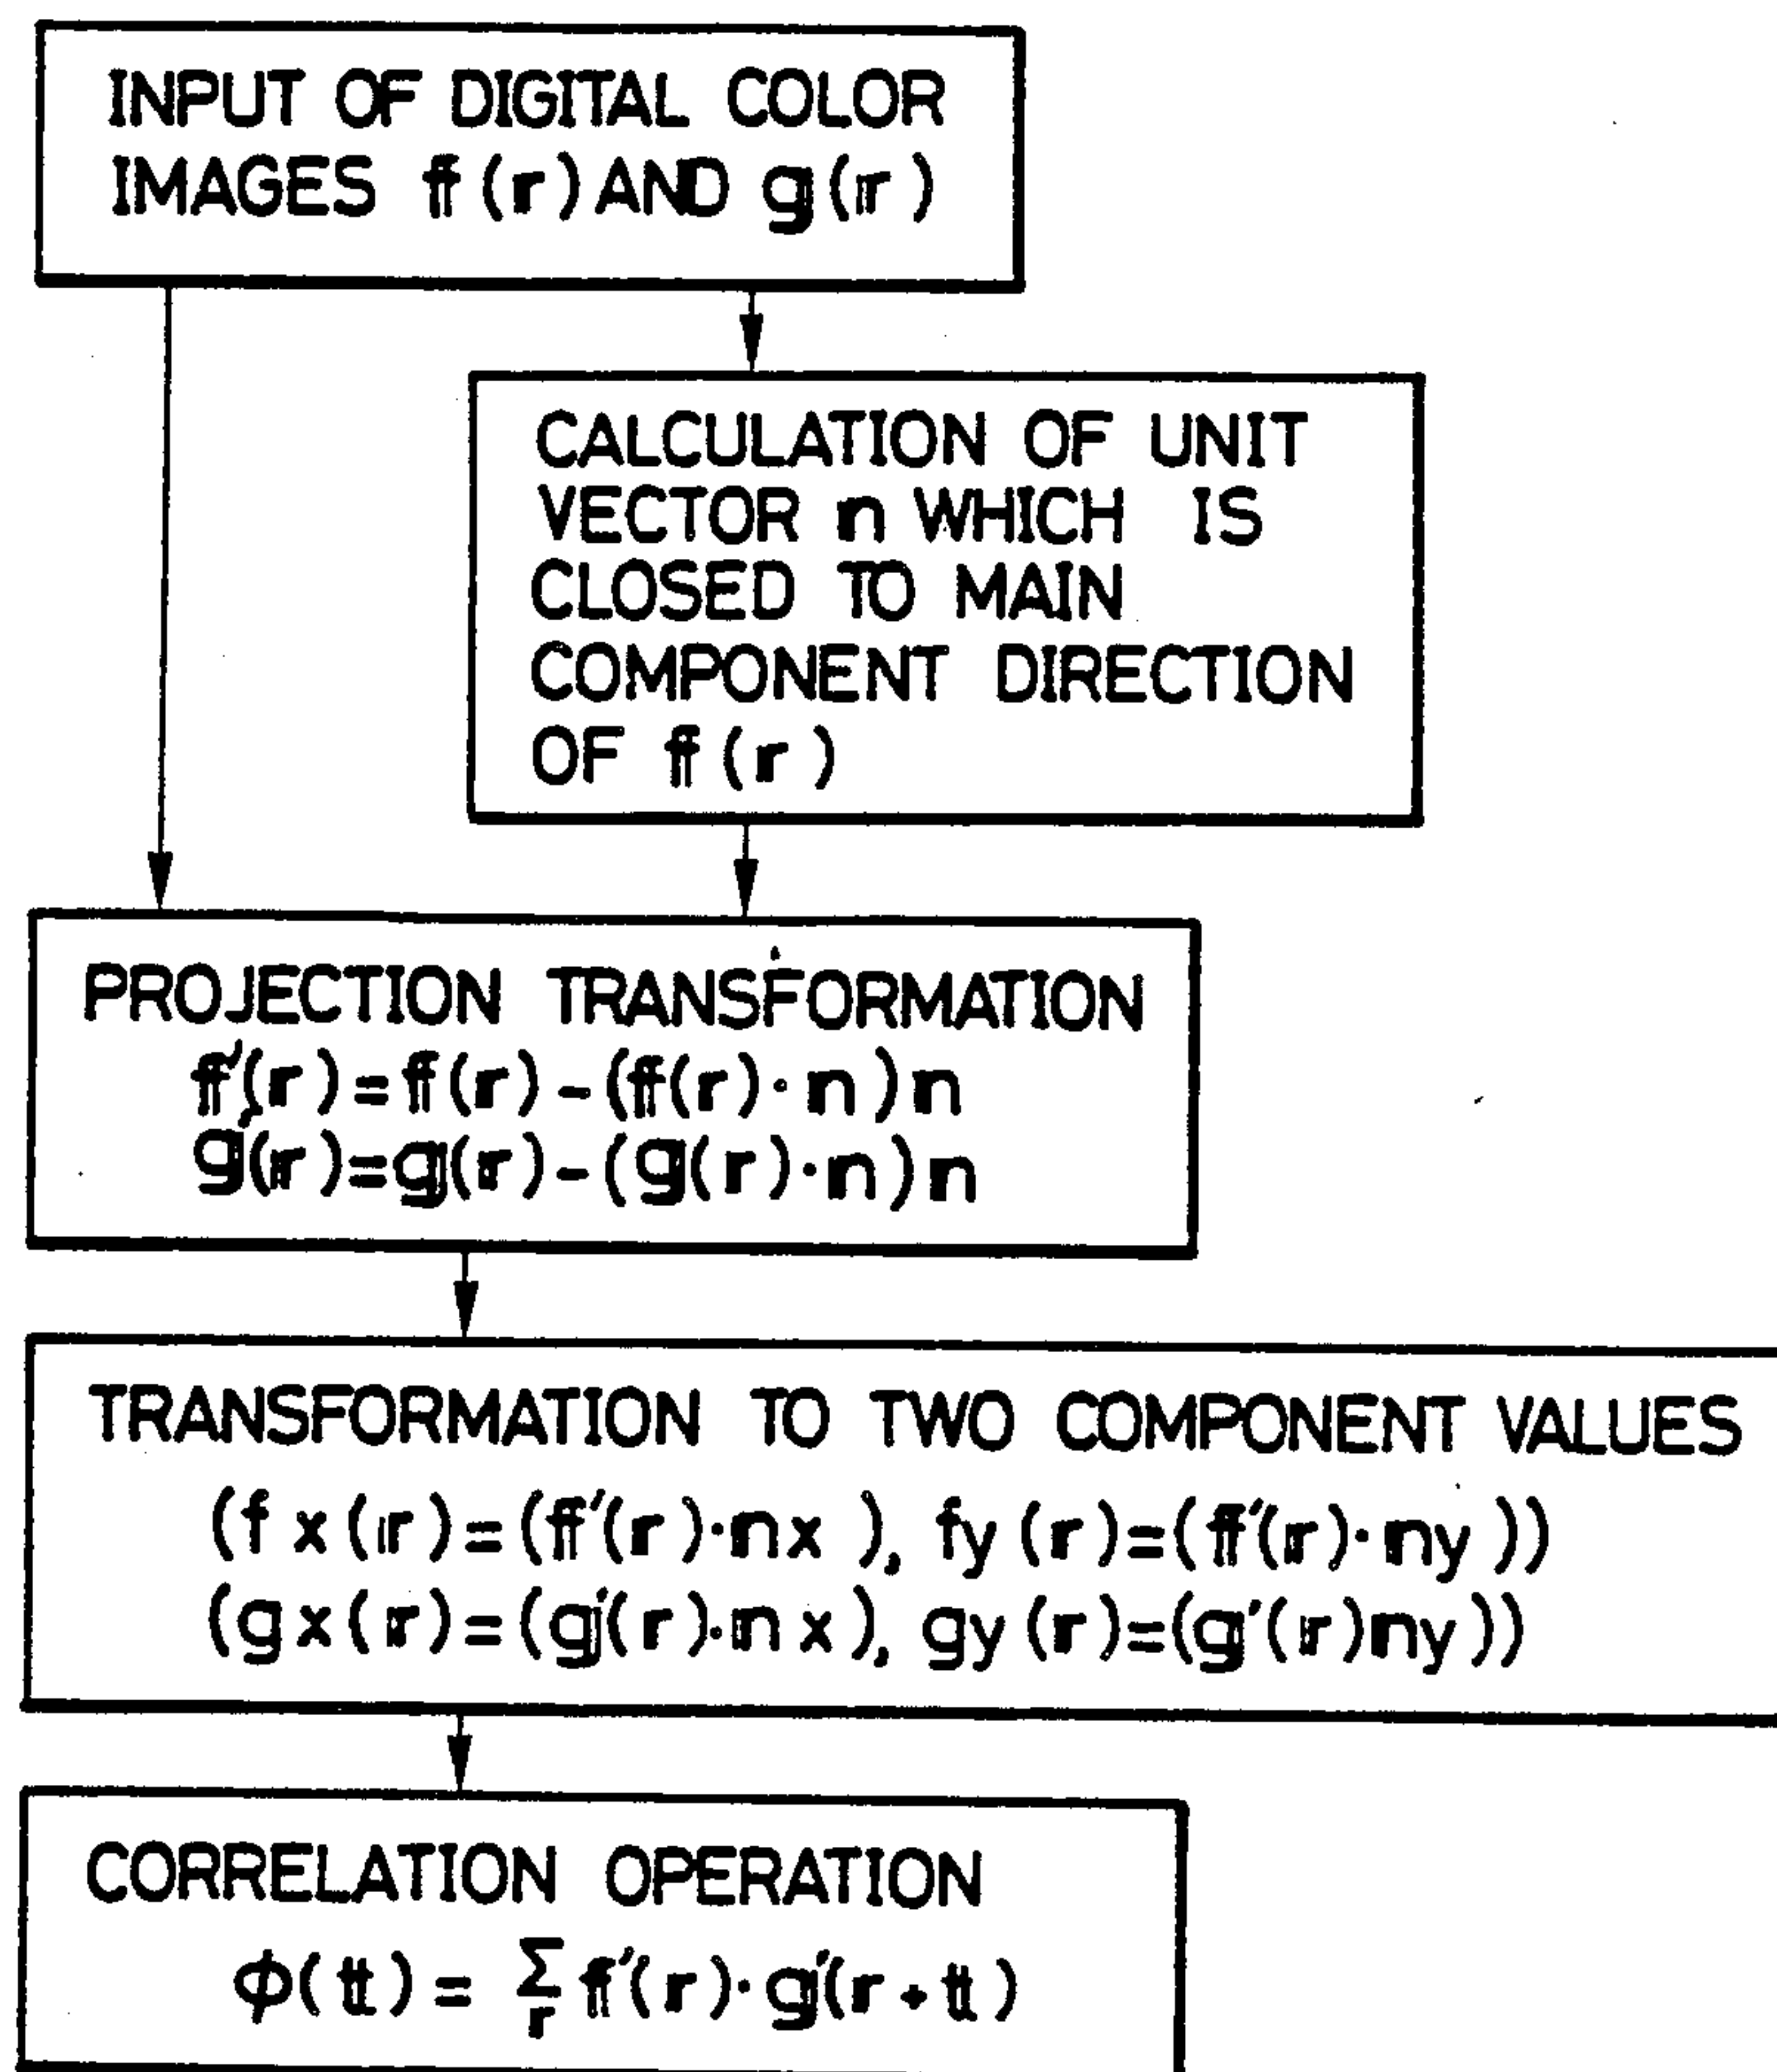 INPUT OF DIGITAL COLOR
IMAGES f(r) AND g(r)
CALCULATION OF UNIT
VECTOR n WHICH IS
CLOSED TO MAIN
COMPONENT DIRECTION
OF f(r)
PROJECTION TRANSFORMATION
f'(r)=f(r)-(f(r)·n)n
g'(r)=g(r)-(g(r)·n)n
TRANSFORMATION TO TWO COMPONENT VALUES
(fx(r)=(f'(r)·nx), fy(r)=(f'(r)·ny))
(gx(r)=(g'(r)·nx), gy(r)=(g'(r)ny))
CORRELATION OPERATION
φ(t) = Σ f'(r)·g'(r+t)
r